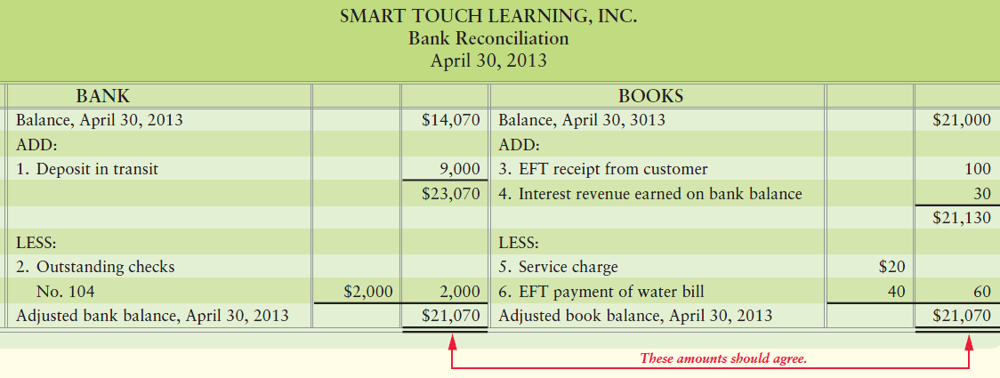 SMART TOUCH LEARNING, INC.
Bank Reconciliation
April 30, 2013
BANK BOOKS
Balance, April 30, 2013 $14,070 Balance, April 30, 3013 $21,000
ADD: ADD:
1. Deposit in transit 9,000 3. EFT receipt from customer 100
$23,070 4. Interest revenue earned on bank balance 30
$21,130
LESS: LESS:
2. Outstanding checks 5. Service charge $20
No. 104 $2,000 2,000 6. EFT payment of water bill 40 60
Adjusted bank balance, April 30, 2013 $21,070 Adjusted book balance, April 30, 2013 $21,070
These amounts should agree.